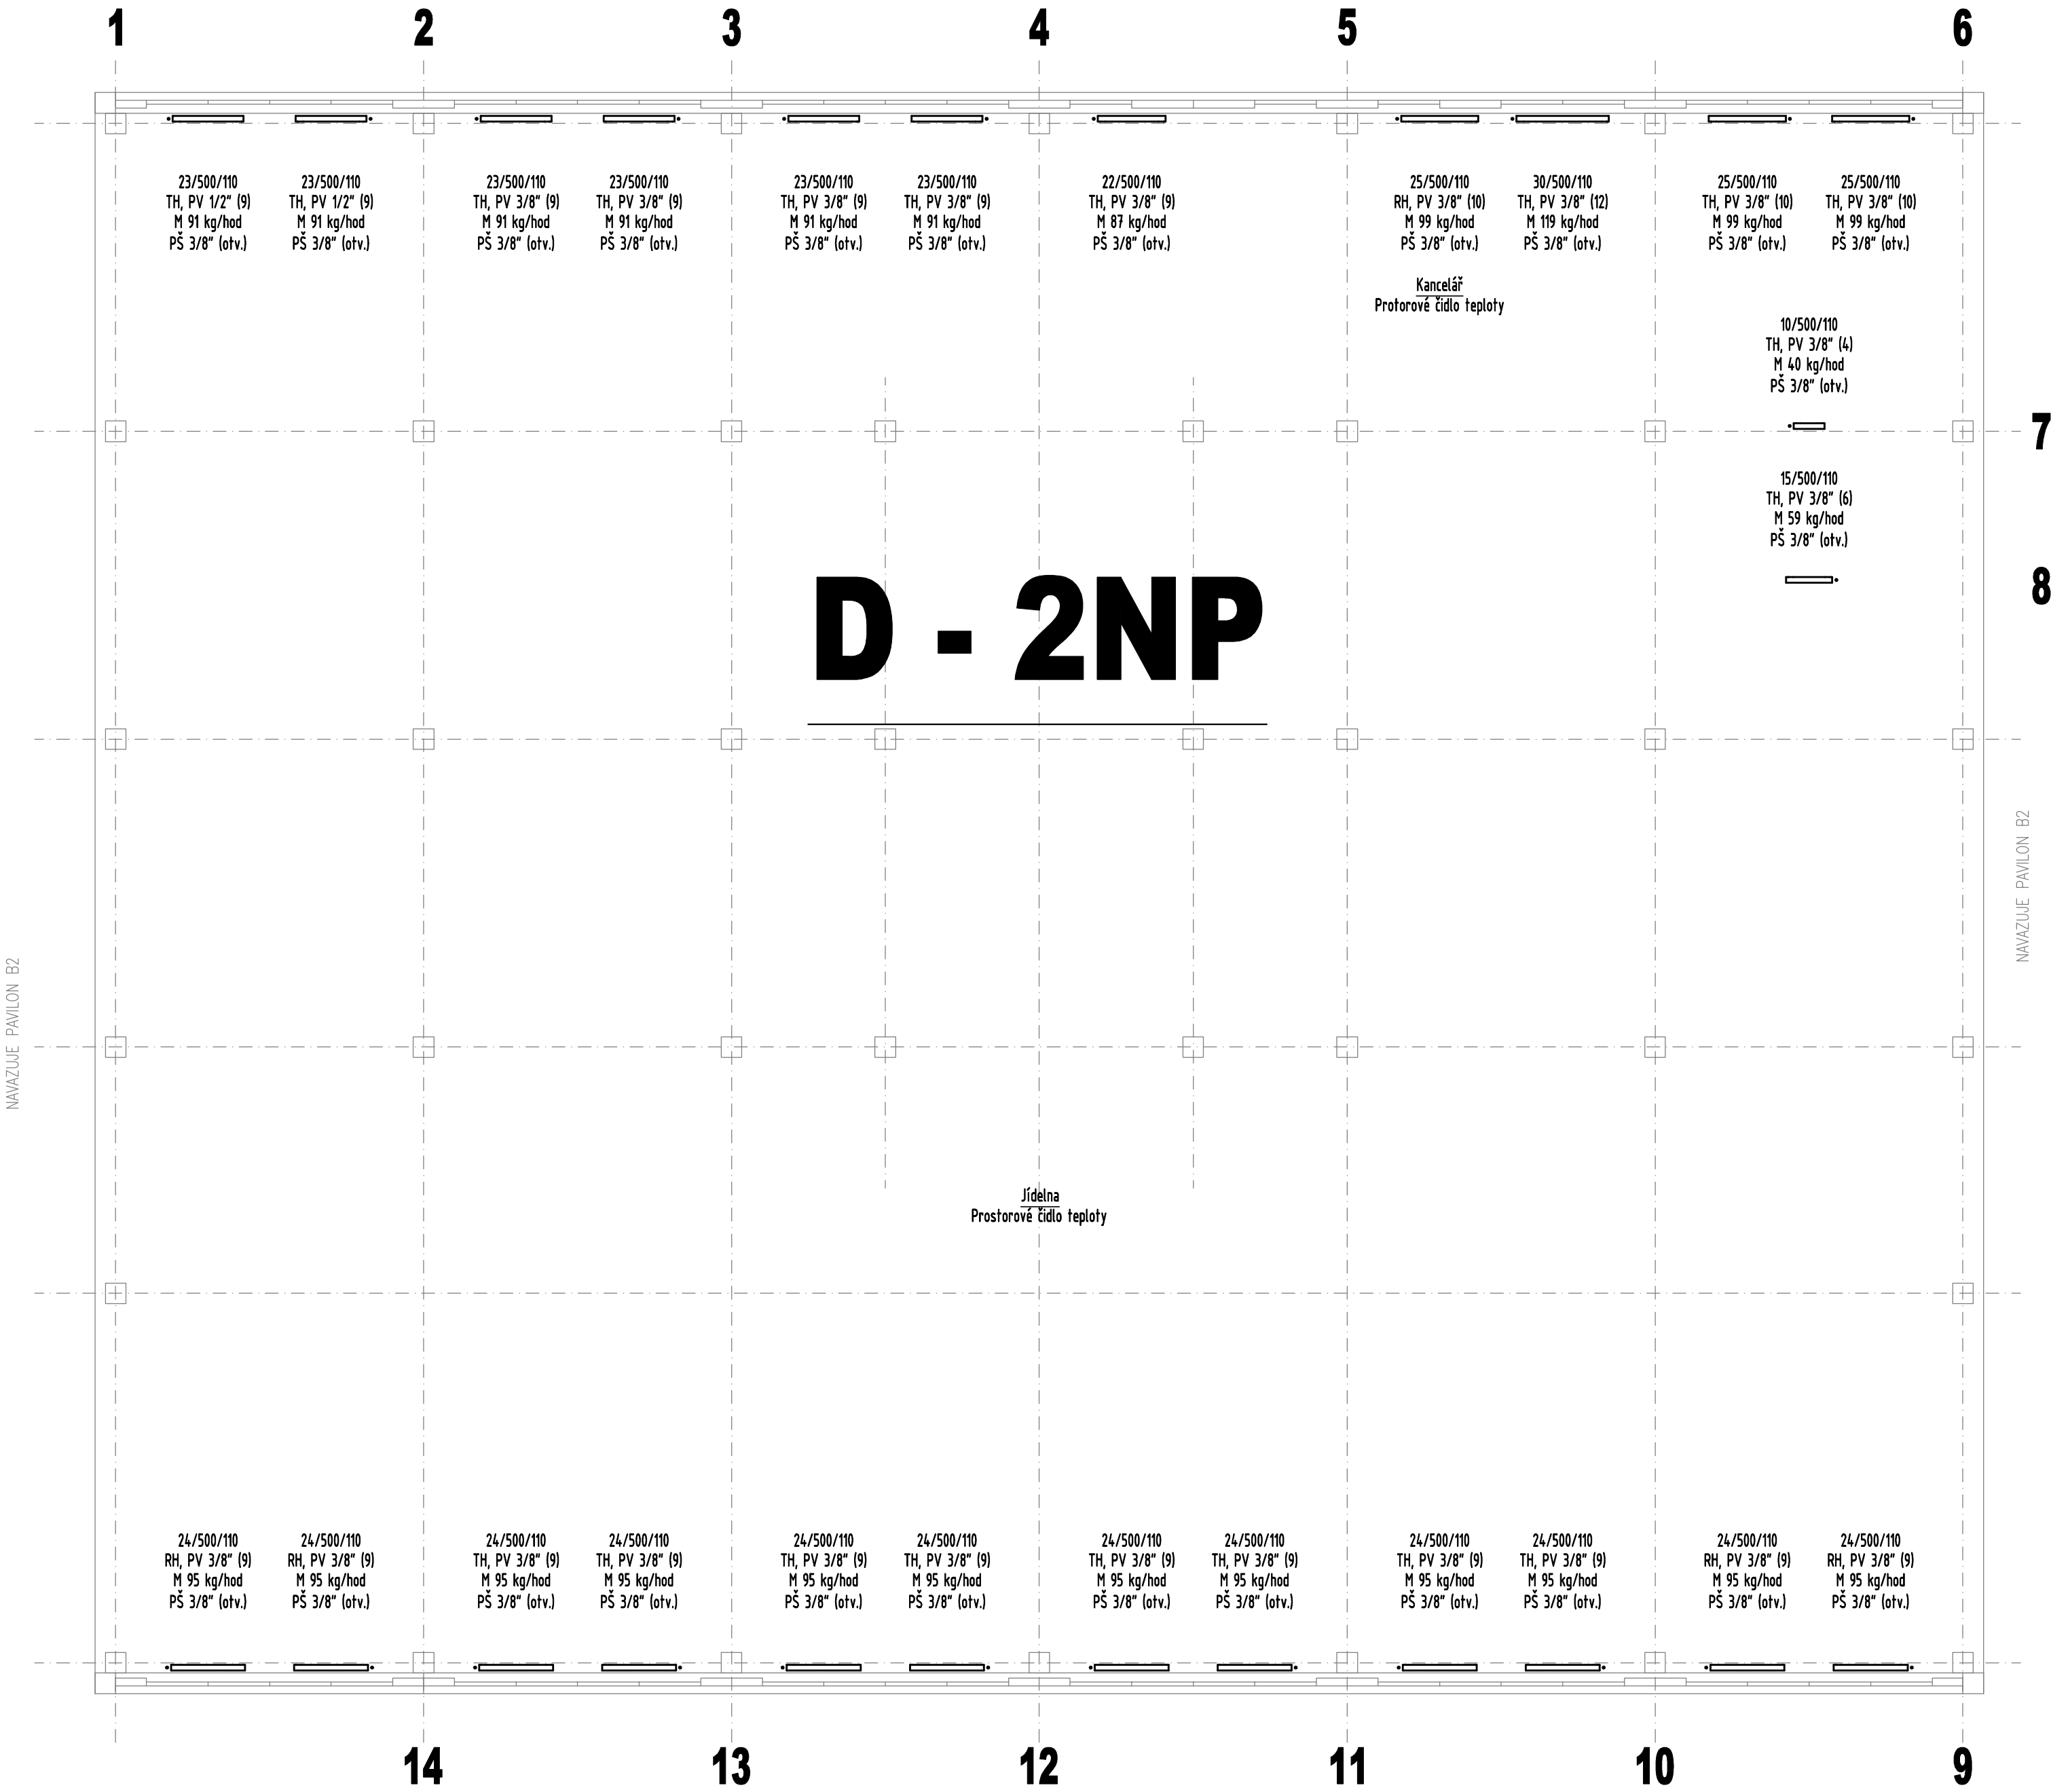 1
2
3
4
5
6
23/500/110
TH, PV 1/2" (9)
M 91 kg/hod
PŠ 3/8" (otv.)
23/500/110
TH, PV 1/2" (9)
M 91 kg/hod
PŠ 3/8" (otv.)
23/500/110
TH, PV 3/8" (9)
M 91 kg/hod
PŠ 3/8" (otv.)
23/500/110
TH, PV 3/8" (9)
M 91 kg/hod
PŠ 3/8" (otv.)
23/500/110
TH, PV 3/8" (9)
M 91 kg/hod
PŠ 3/8" (otv.)
23/500/110
TH, PV 3/8" (9)
M 91 kg/hod
PŠ 3/8" (otv.)
22/500/110
TH, PV 3/8" (9)
M 87 kg/hod
PŠ 3/8" (otv.)
25/500/110
RH, PV 3/8" (10)
M 99 kg/hod
PŠ 3/8" (otv.)
30/500/110
TH, PV 3/8" (12)
M 119 kg/hod
PŠ 3/8" (otv.)
25/500/110
TH, PV 3/8" (10)
M 99 kg/hod
PŠ 3/8" (otv.)
25/500/110
TH, PV 3/8" (10)
M 99 kg/hod
PŠ 3/8" (otv.)
Kancelář
Protorové čidlo teploty
10/500/110
TH, PV 3/8" (4)
M 40 kg/hod
PŠ 3/8" (otv.)
7
15/500/110
TH, PV 3/8" (6)
M 59 kg/hod
PŠ 3/8" (otv.)
8
D - 2NP
NAVAZUJE PAVILON B2
NAVAZUJE PAVILON B2
Jídelna
Prostorové čidlo teploty
24/500/110
RH, PV 3/8" (9)
M 95 kg/hod
PŠ 3/8" (otv.)
24/500/110
RH, PV 3/8" (9)
M 95 kg/hod
PŠ 3/8" (otv.)
24/500/110
TH, PV 3/8" (9)
M 95 kg/hod
PŠ 3/8" (otv.)
24/500/110
TH, PV 3/8" (9)
M 95 kg/hod
PŠ 3/8" (otv.)
24/500/110
TH, PV 3/8" (9)
M 95 kg/hod
PŠ 3/8" (otv.)
24/500/110
TH, PV 3/8" (9)
M 95 kg/hod
PŠ 3/8" (otv.)
24/500/110
TH, PV 3/8" (9)
M 95 kg/hod
PŠ 3/8" (otv.)
24/500/110
TH, PV 3/8" (9)
M 95 kg/hod
PŠ 3/8" (otv.)
24/500/110
TH, PV 3/8" (9)
M 95 kg/hod
PŠ 3/8" (otv.)
24/500/110
TH, PV 3/8" (9)
M 95 kg/hod
PŠ 3/8" (otv.)
24/500/110
RH, PV 3/8" (9)
M 95 kg/hod
PŠ 3/8" (otv.)
24/500/110
RH, PV 3/8" (9)
M 95 kg/hod
PŠ 3/8" (otv.)
14
13
12
11
10
9